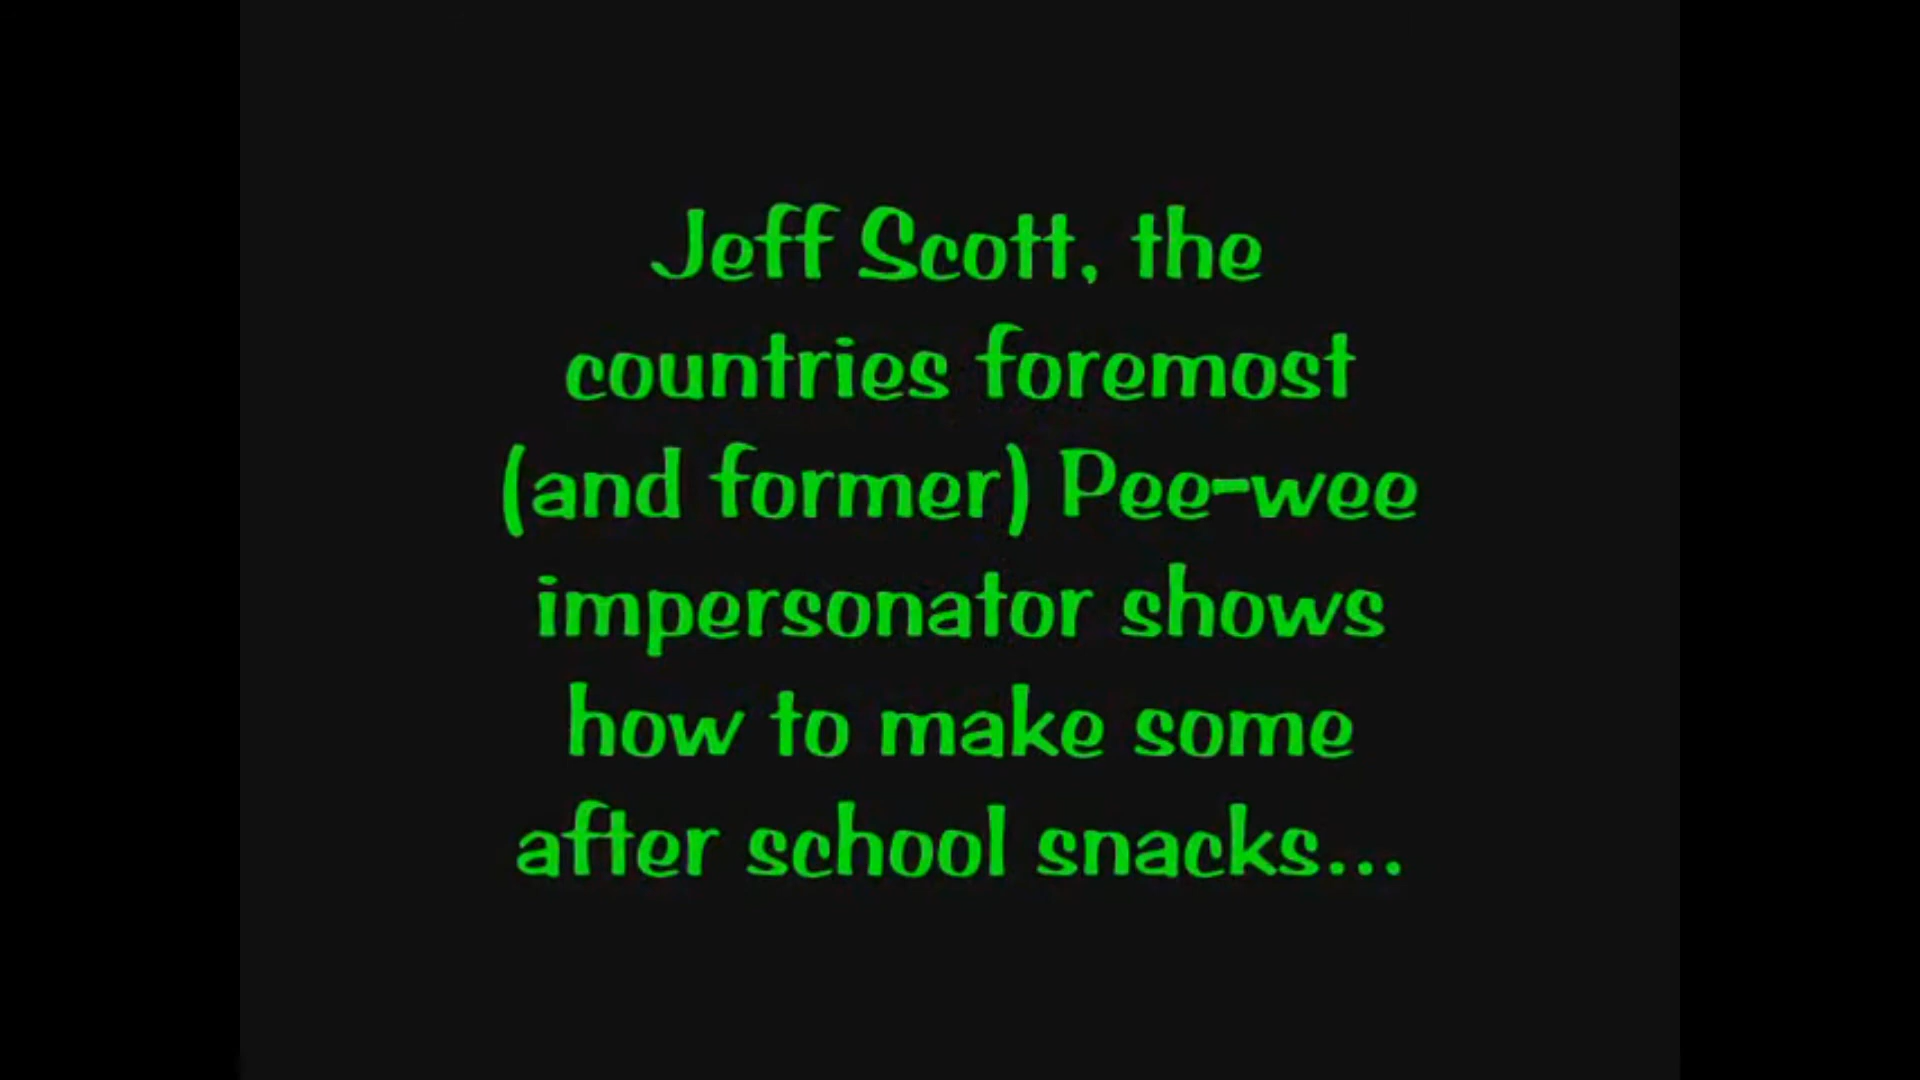 Jeff Scott, the
countries foremost
(and former) Pee-wee
impersonator shows
how to make some
after school snacks...